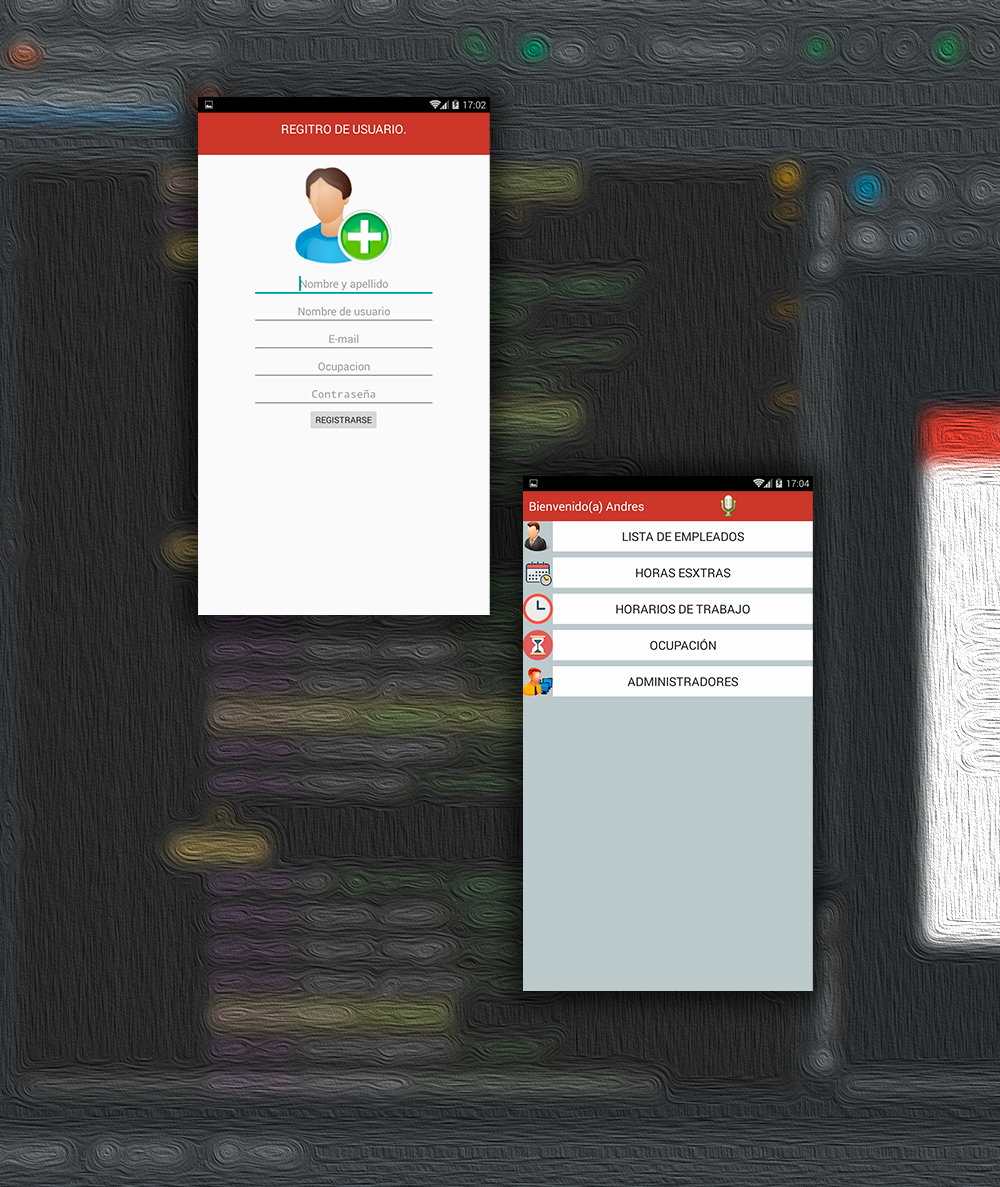 17:02
REGITRO DE USUARIO.
Nombre y apellido
Nombre de usuario
E-mail
Ocupacion
Contraseña
REGISTRARSE
17:04
Bienvenido(a) Andres
LISTA DE EMPLEADOS
HORAS ESXTRAS
HORARIOS DE TRABAJO
OCUPACIÓN
ADMINISTRADORES